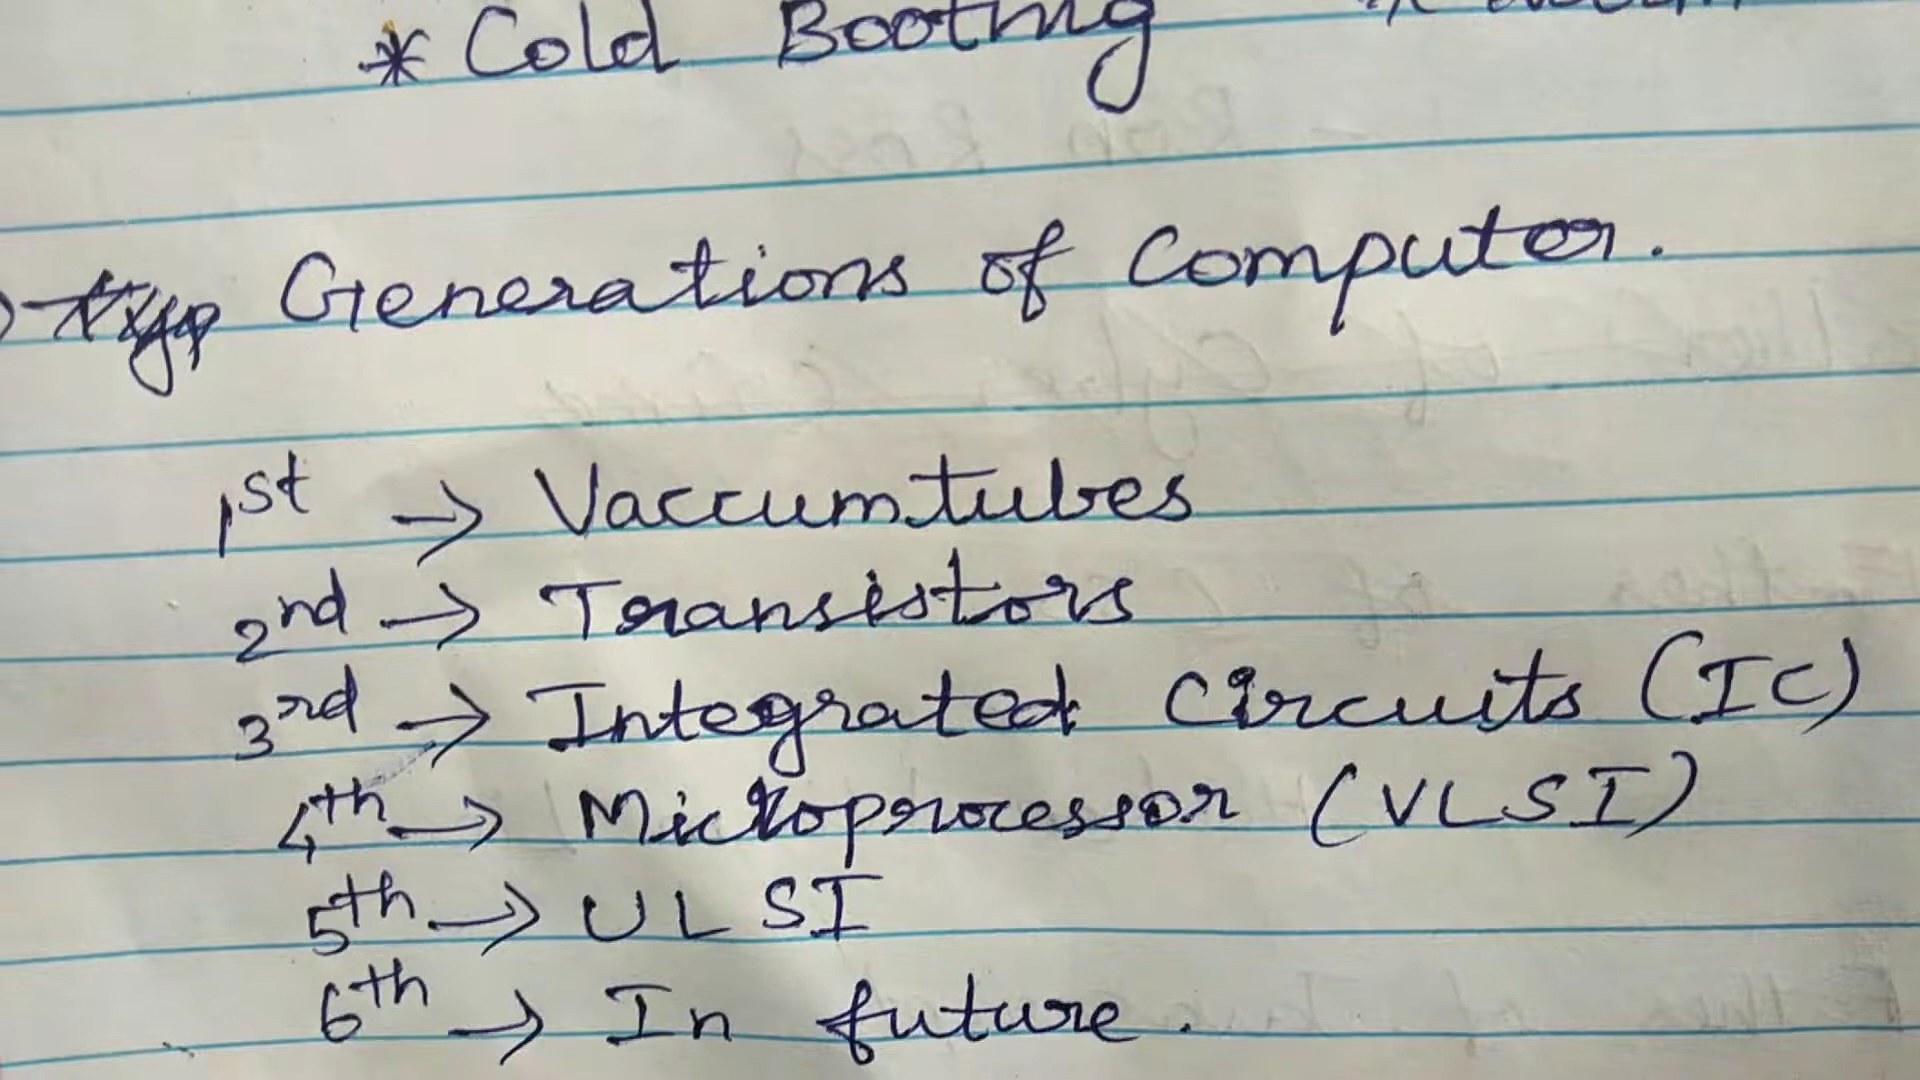 * Cold Booting
Generations of Computer.
1st → Vaccumtubes
2nd → Transistors
3rd → Integrated Circuits (IC)
4th → Microprocessor (VLSI)
5th → ULSI
6th → In future.